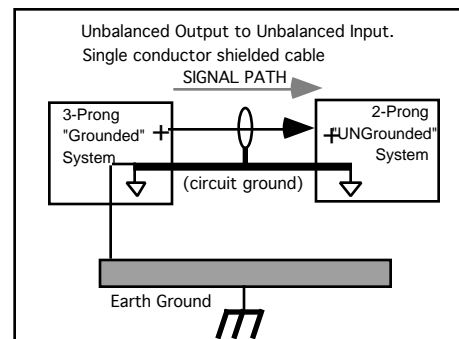 Unbalanced Output to Unbalanced Input.
Single conductor shielded cable
SIGNAL PATH
3-Prong
"Grounded"
System
+
2-Prong
+"UNGrounded"
System
(circuit ground)
Earth Ground